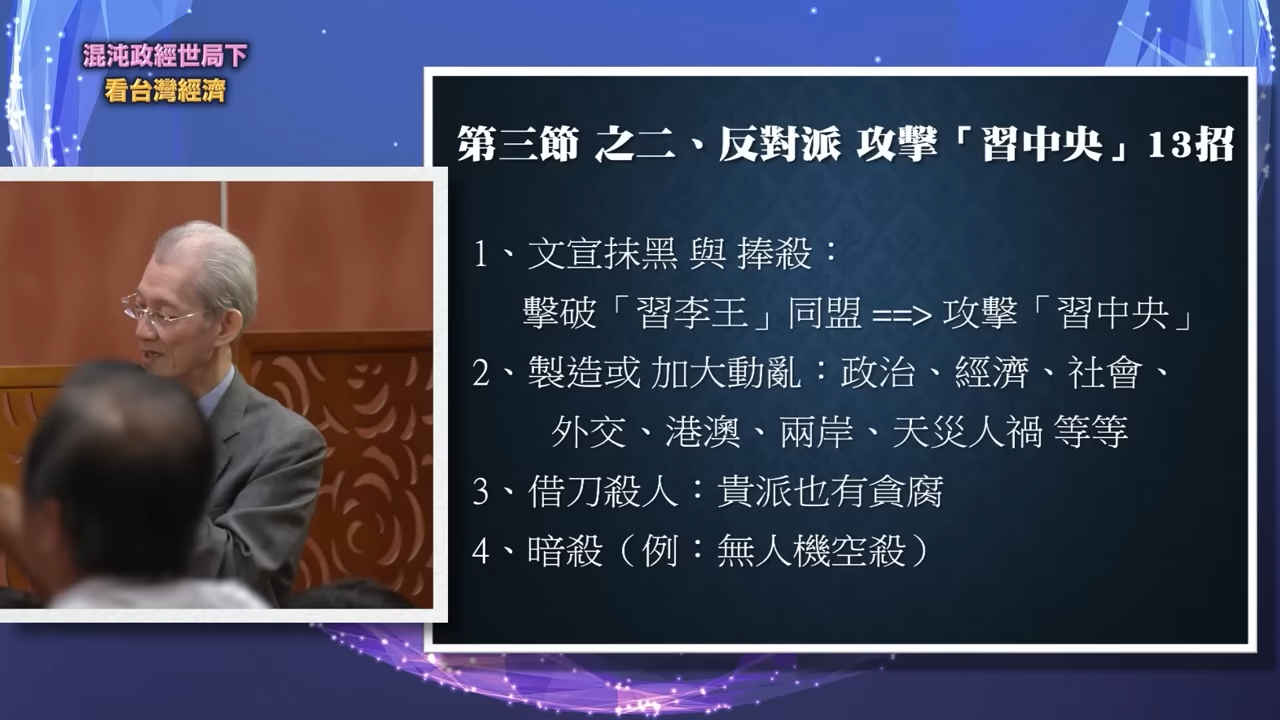 混沌政經世局下
看台灣經濟
第三節 之二、反對派 攻擊「習中央」13招
1、文宣抹黑 與 捧殺：
擊破「習李王」同盟 ==> 攻擊「習中央」
2、製造或 加大動亂：政治、經濟、社會、
外交、港澳、兩岸、天災人禍 等等
3、借刀殺人：貴派也有貪腐
4、暗殺（例：無人機空殺）